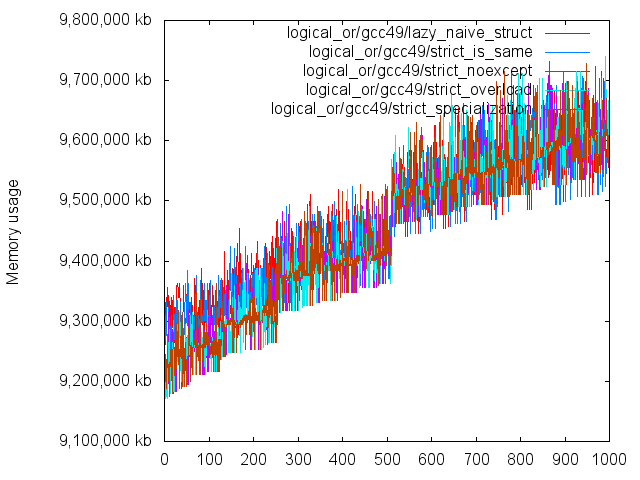 9,800,000 kb
9,700,000 kb
9,600,000 kb
9,500,000 kb
9,400,000 kb
9,300,000 kb
9,200,000 kb
9,100,000 kb
Memory usage
logical_or/gcc49/lazy_naive_struct
logical_or/gcc49/strict_is_same
logical_or/gcc49/strict_noexcept
logical_or/gcc49/strict_overload
logical_or/gcc49/strict_specialization
0 100 200 300 400 500 600 700 800 900 1000